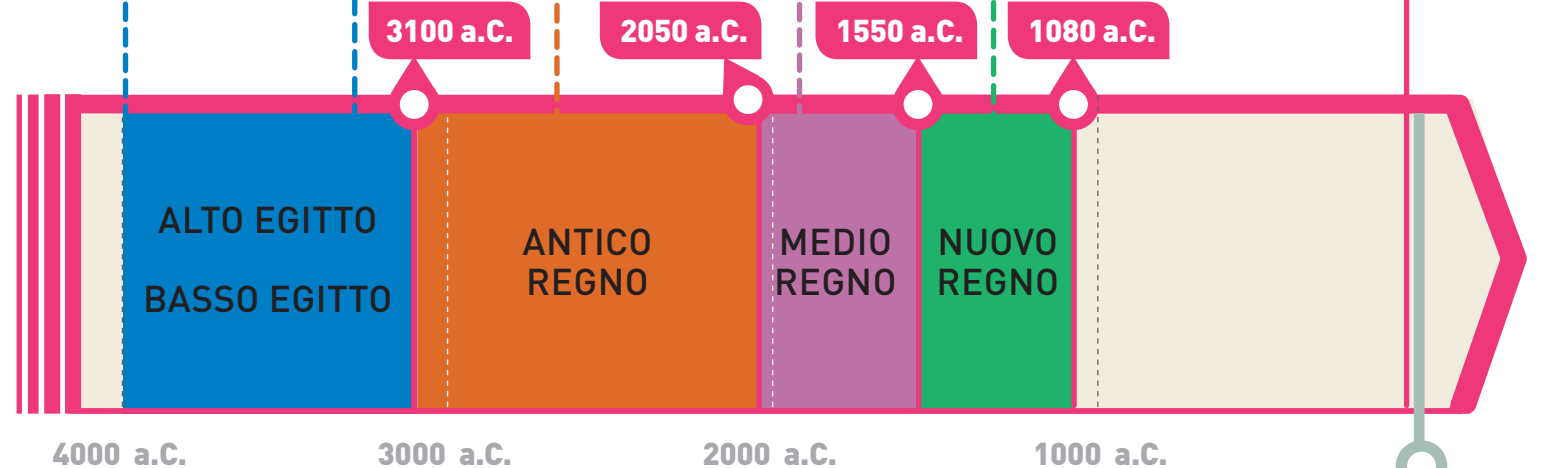 3100 a.C.
2050 a.C.
1550 a.C.
1080 a.C.
ALTO EGITTO
BASSO EGITTO
ANTICO
REGNO
MEDIO
REGNO
NUOVO
REGNO
4000 a.C.
3000 a.C.
2000 a.C.
1000 a.C.